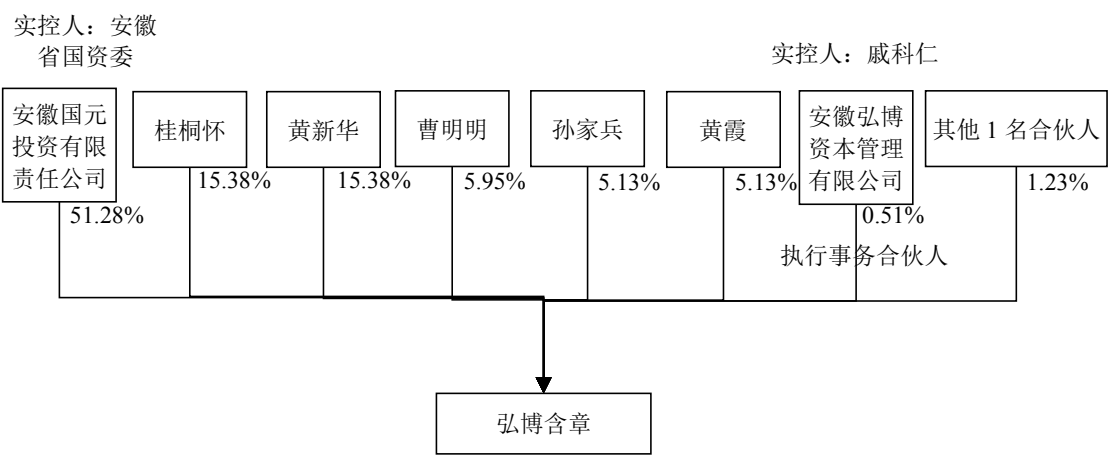 实控人：安徽
省国资委
实控人：戚科仁
安徽国元
投资有限
责任公司
桂桐怀
黄新华
曹明明
孙家兵
黄霞
安徽弘博
资本管理
有限公司
其他 1 名合伙人
51.28%
15.38%
15.38%
5.95%
5.13%
5.13%
0.51%
1.23%
执行事务合伙人
弘博含章